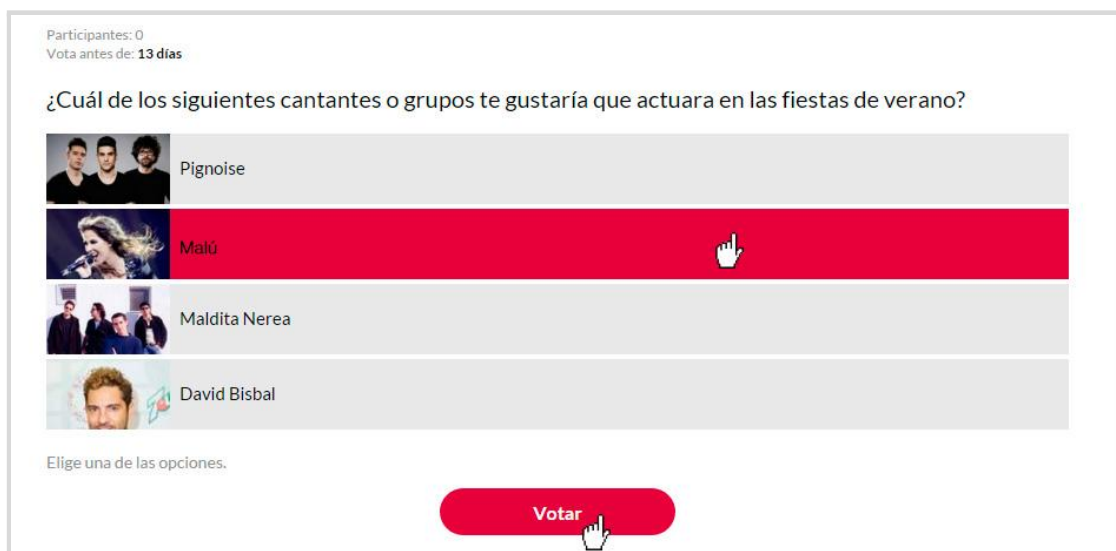 Participantes: 0
Vota antes de: 13 días
¿Cuál de los siguientes cantantes o grupos te gustaría que actuara en las fiestas de verano?
Pignoise
Malú
Maldita Nerea
David Bisbal
Elige una de las opciones.
Votar